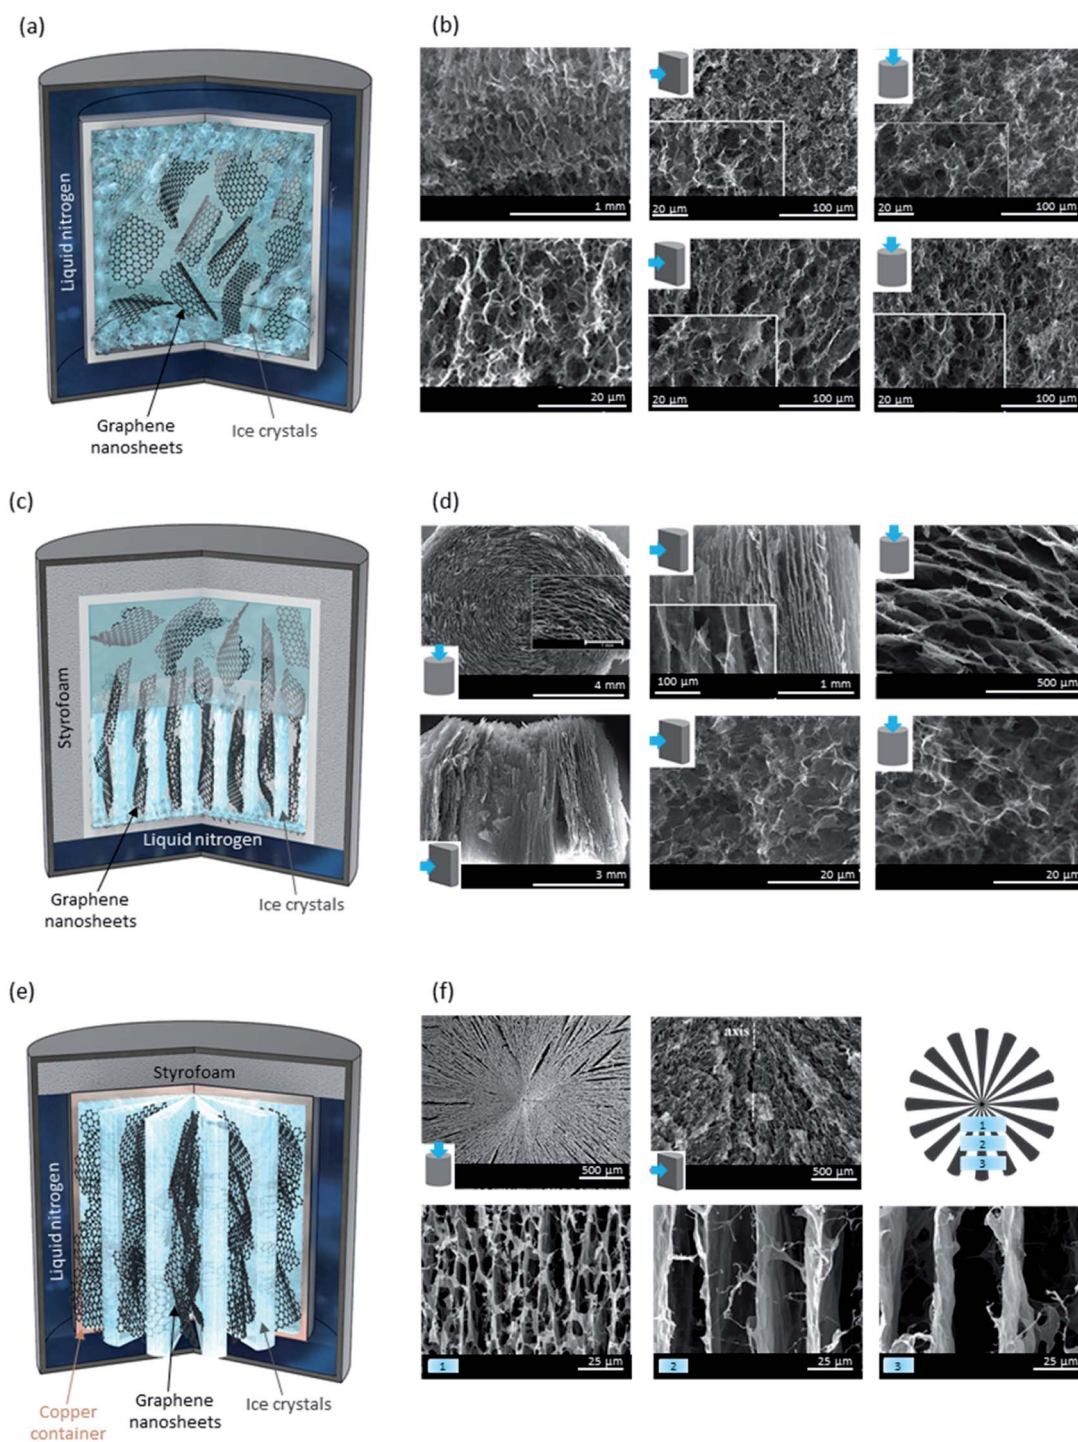 (a)
Liquid nitrogen
Graphene
nanosheets
Ice crystals
(b)
1 mm
20 µm
100 µm
20 µm
100 µm
20 µm
20 µm
100 µm
20 µm
100 µm
(c)
Styrofoam
Liquid nitrogen
Graphene
nanosheets
Ice crystals
(d)
4 mm
100 µm
1 mm
500 µm
3 mm
20 µm
20 µm
(e)
Styrofoam
Liquid nitrogen
Copper
container
Graphene
nanosheets
Ice crystals
(f)
500 µm
axis
500 µm
1
2
3
1
25 µm
2
25 µm
3
25 µm